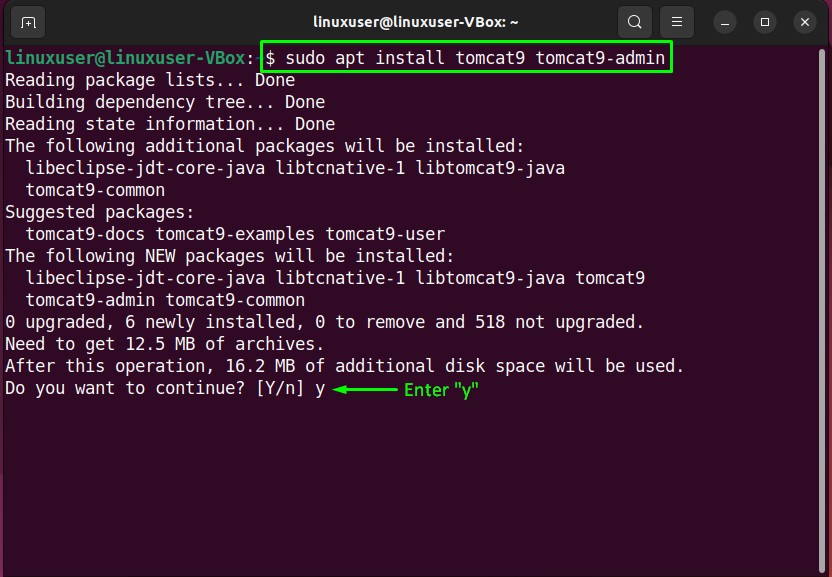 linuxuser@linuxuser-VBox: ~
linuxuser@linuxuser-VBox:~$ sudo apt install tomcat9 tomcat9-admin
Reading package lists... Done
Building dependency tree... Done
Reading state information... Done
The following additional packages will be installed:
  libeclipse-jdt-core-java libtcnative-1 libtomcat9-java
  tomcat9-common
Suggested packages:
  tomcat9-docs tomcat9-examples tomcat9-user
The following NEW packages will be installed:
  libeclipse-jdt-core-java libtcnative-1 libtomcat9-java tomcat9
  tomcat9-admin tomcat9-common
0 upgraded, 6 newly installed, 0 to remove and 518 not upgraded.
Need to get 12.5 MB of archives.
After this operation, 16.2 MB of additional disk space will be used.
Do you want to continue? [Y/n] y Enter "y"